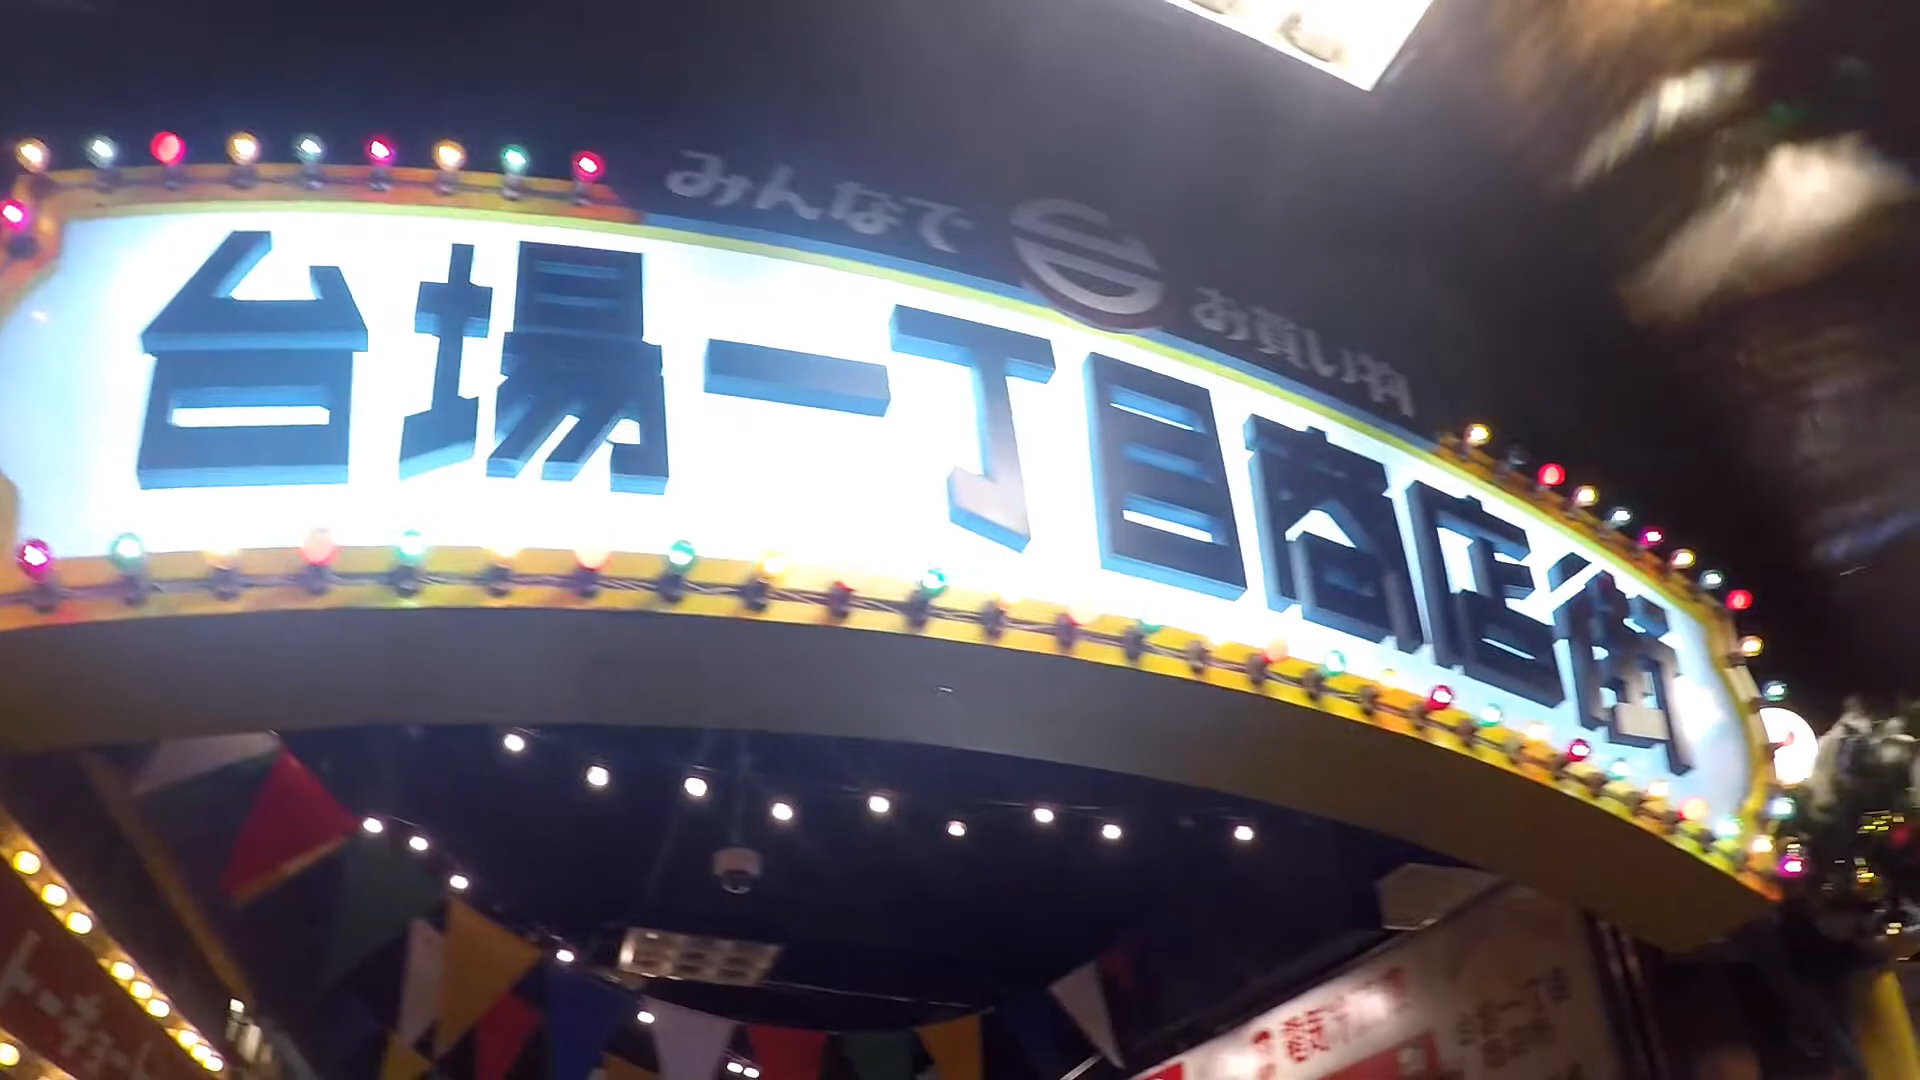 みんなで お買い物
台場一丁目商店街